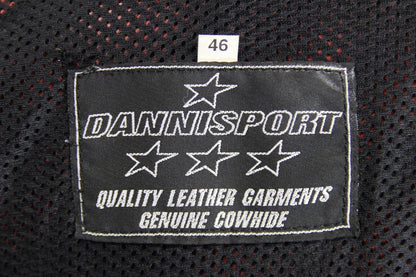 46
DANNISPORT
QUALITY LEATHER GARMENTS
GENUINE COWHIDE